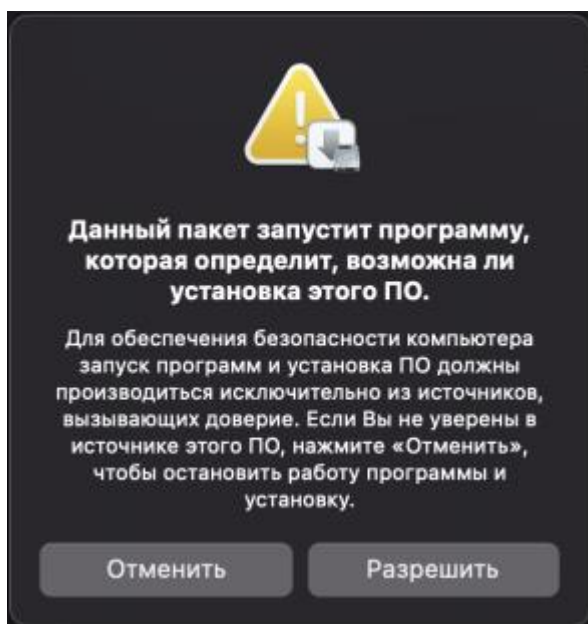 Данный пакет запустит программу,
которая определит, возможна ли
установка этого ПО.
Для обеспечения безопасности компьютера
запуск программ и установка ПО должны
производиться исключительно из источников,
вызывающих доверие. Если Вы не уверены в
источнике этого ПО, нажмите «Отменить»,
чтобы остановить работу программы и
установку.
Отменить
Разрешить